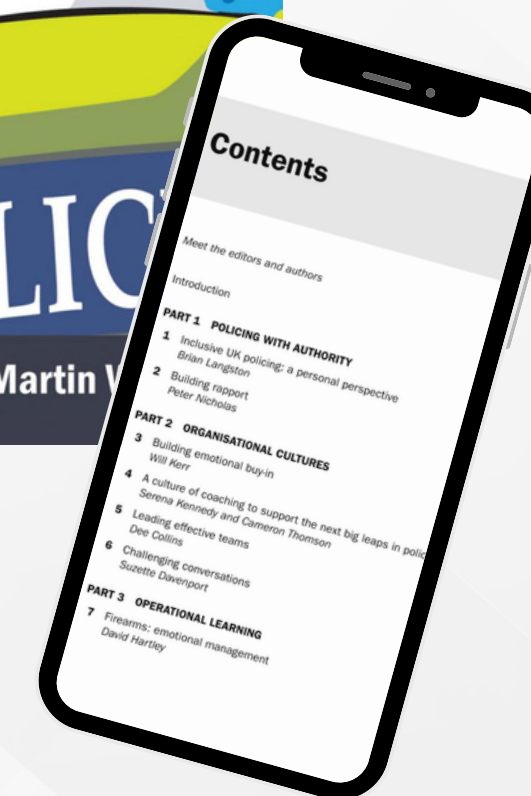 LIC
Martin
Contents
Meet the editors and authors
Introduction
PART 1 POLICING WITH AUTHORITY
1 Inclusive UK policing: a personal perspective
Brian Langston
2 Building rapport
Peter Nicholas
PART 2 ORGANISATIONAL CULTURES
3 Building emotional buy-in
Will Kerr
4 A culture of coaching to support the next big leaps in polic
Serena Kennedy and Cameron Thomson
5 Leading effective teams
Dee Collins
6 Challenging conversations
Suzette Davenport
PART 3 OPERATIONAL LEARNING
7 Firearms: emotional management
David Hartley